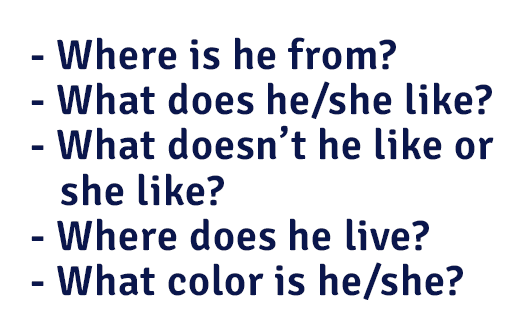 - Where is he from?
- What does he/she like?
- What doesn’t he like or
she like?
- Where does he live?
- What color is he/she?